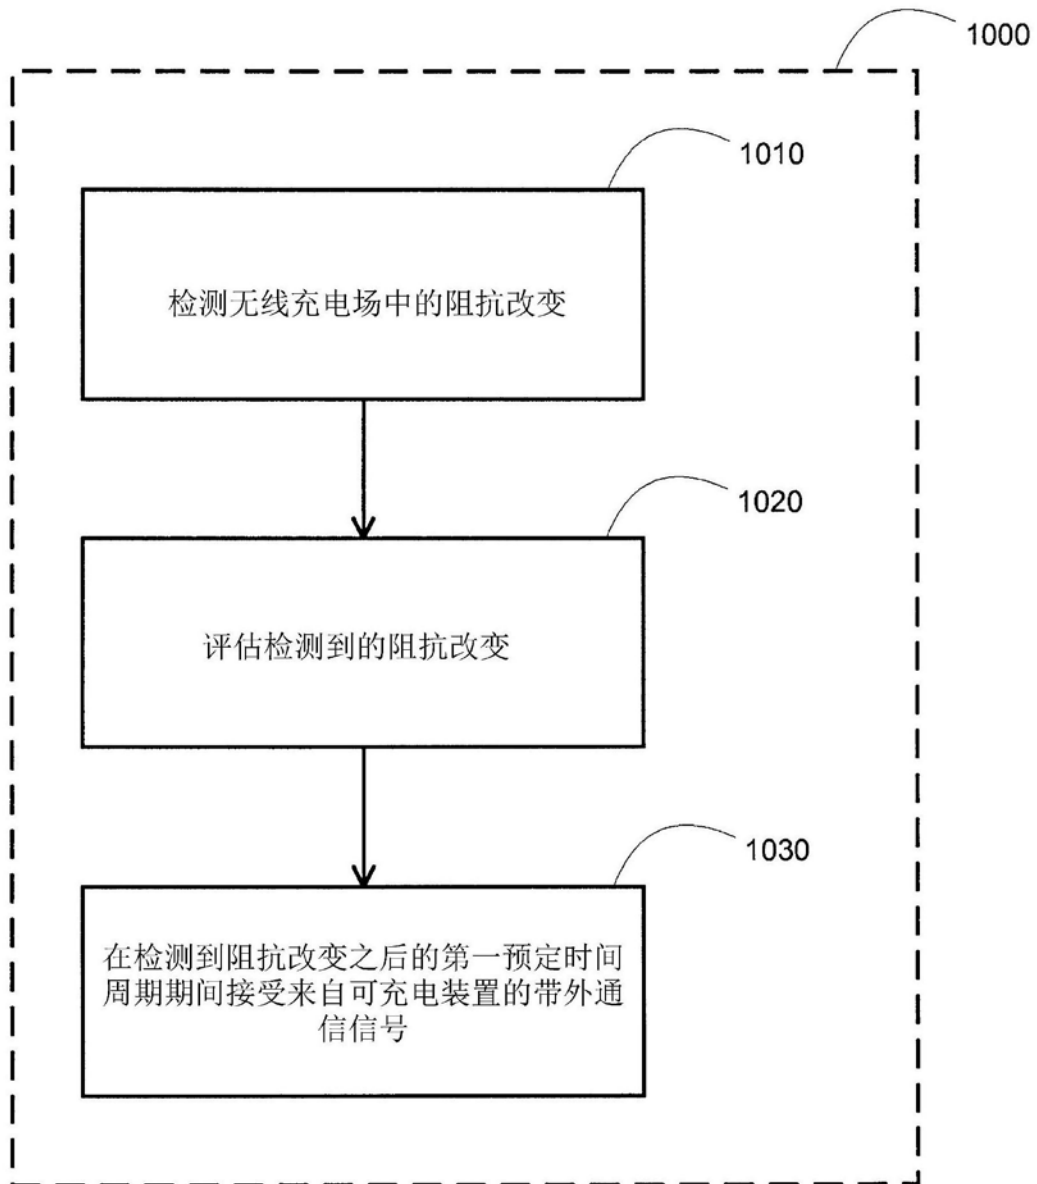 1000
1010
检测无线充电场中的阻抗改变
1020
评估检测到的阻抗改变
1030
在检测到阻抗改变之后的第一预定时间
周期期间接受来自可充电装置的带外通
信信号